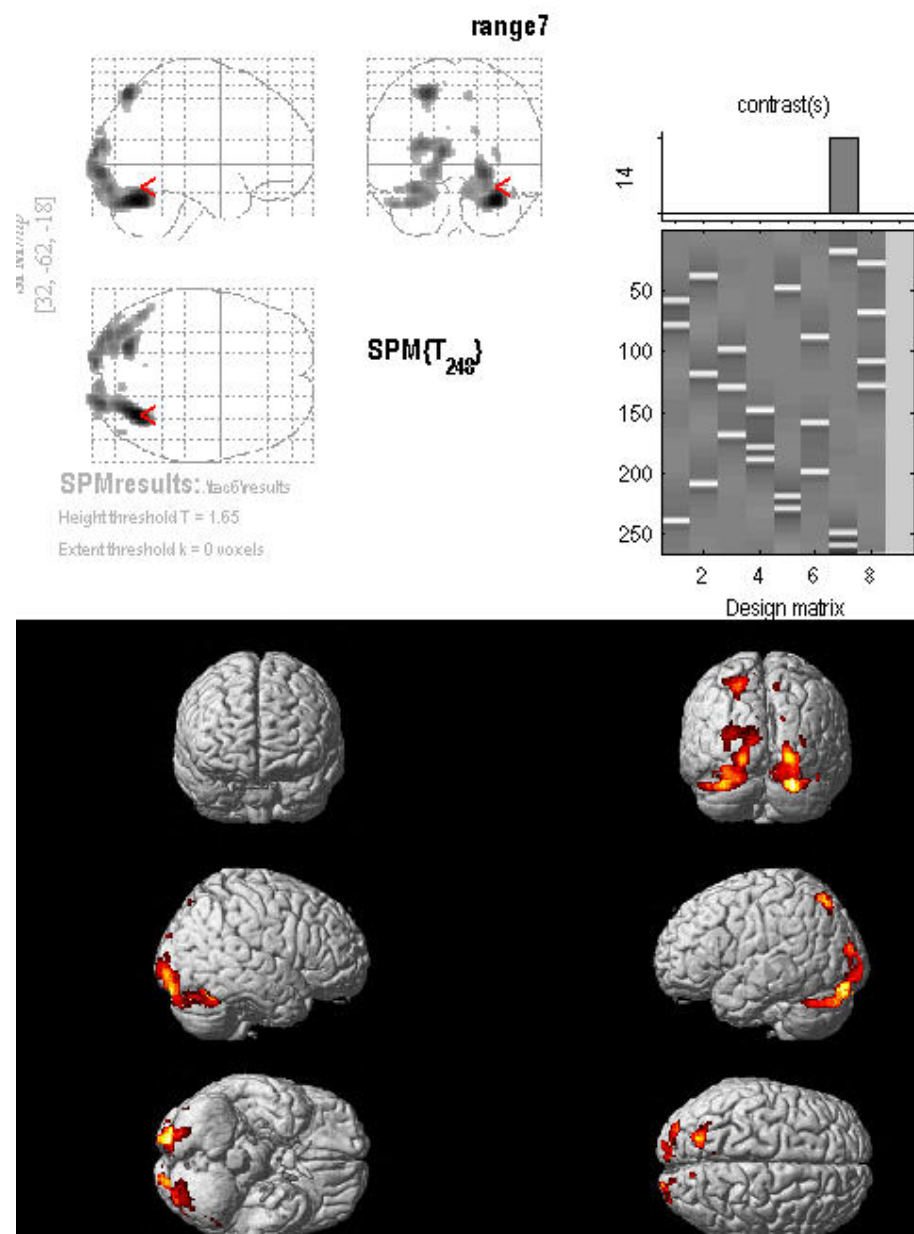 range7
[32, -62, -18]
SPM{T248}
SPMresults: .\tac6\results
Height threshold T = 1.65
Extent threshold k = 0 voxels
contrast(s)
14
50
100
150
200
250
2 4 6 8
Design matrix